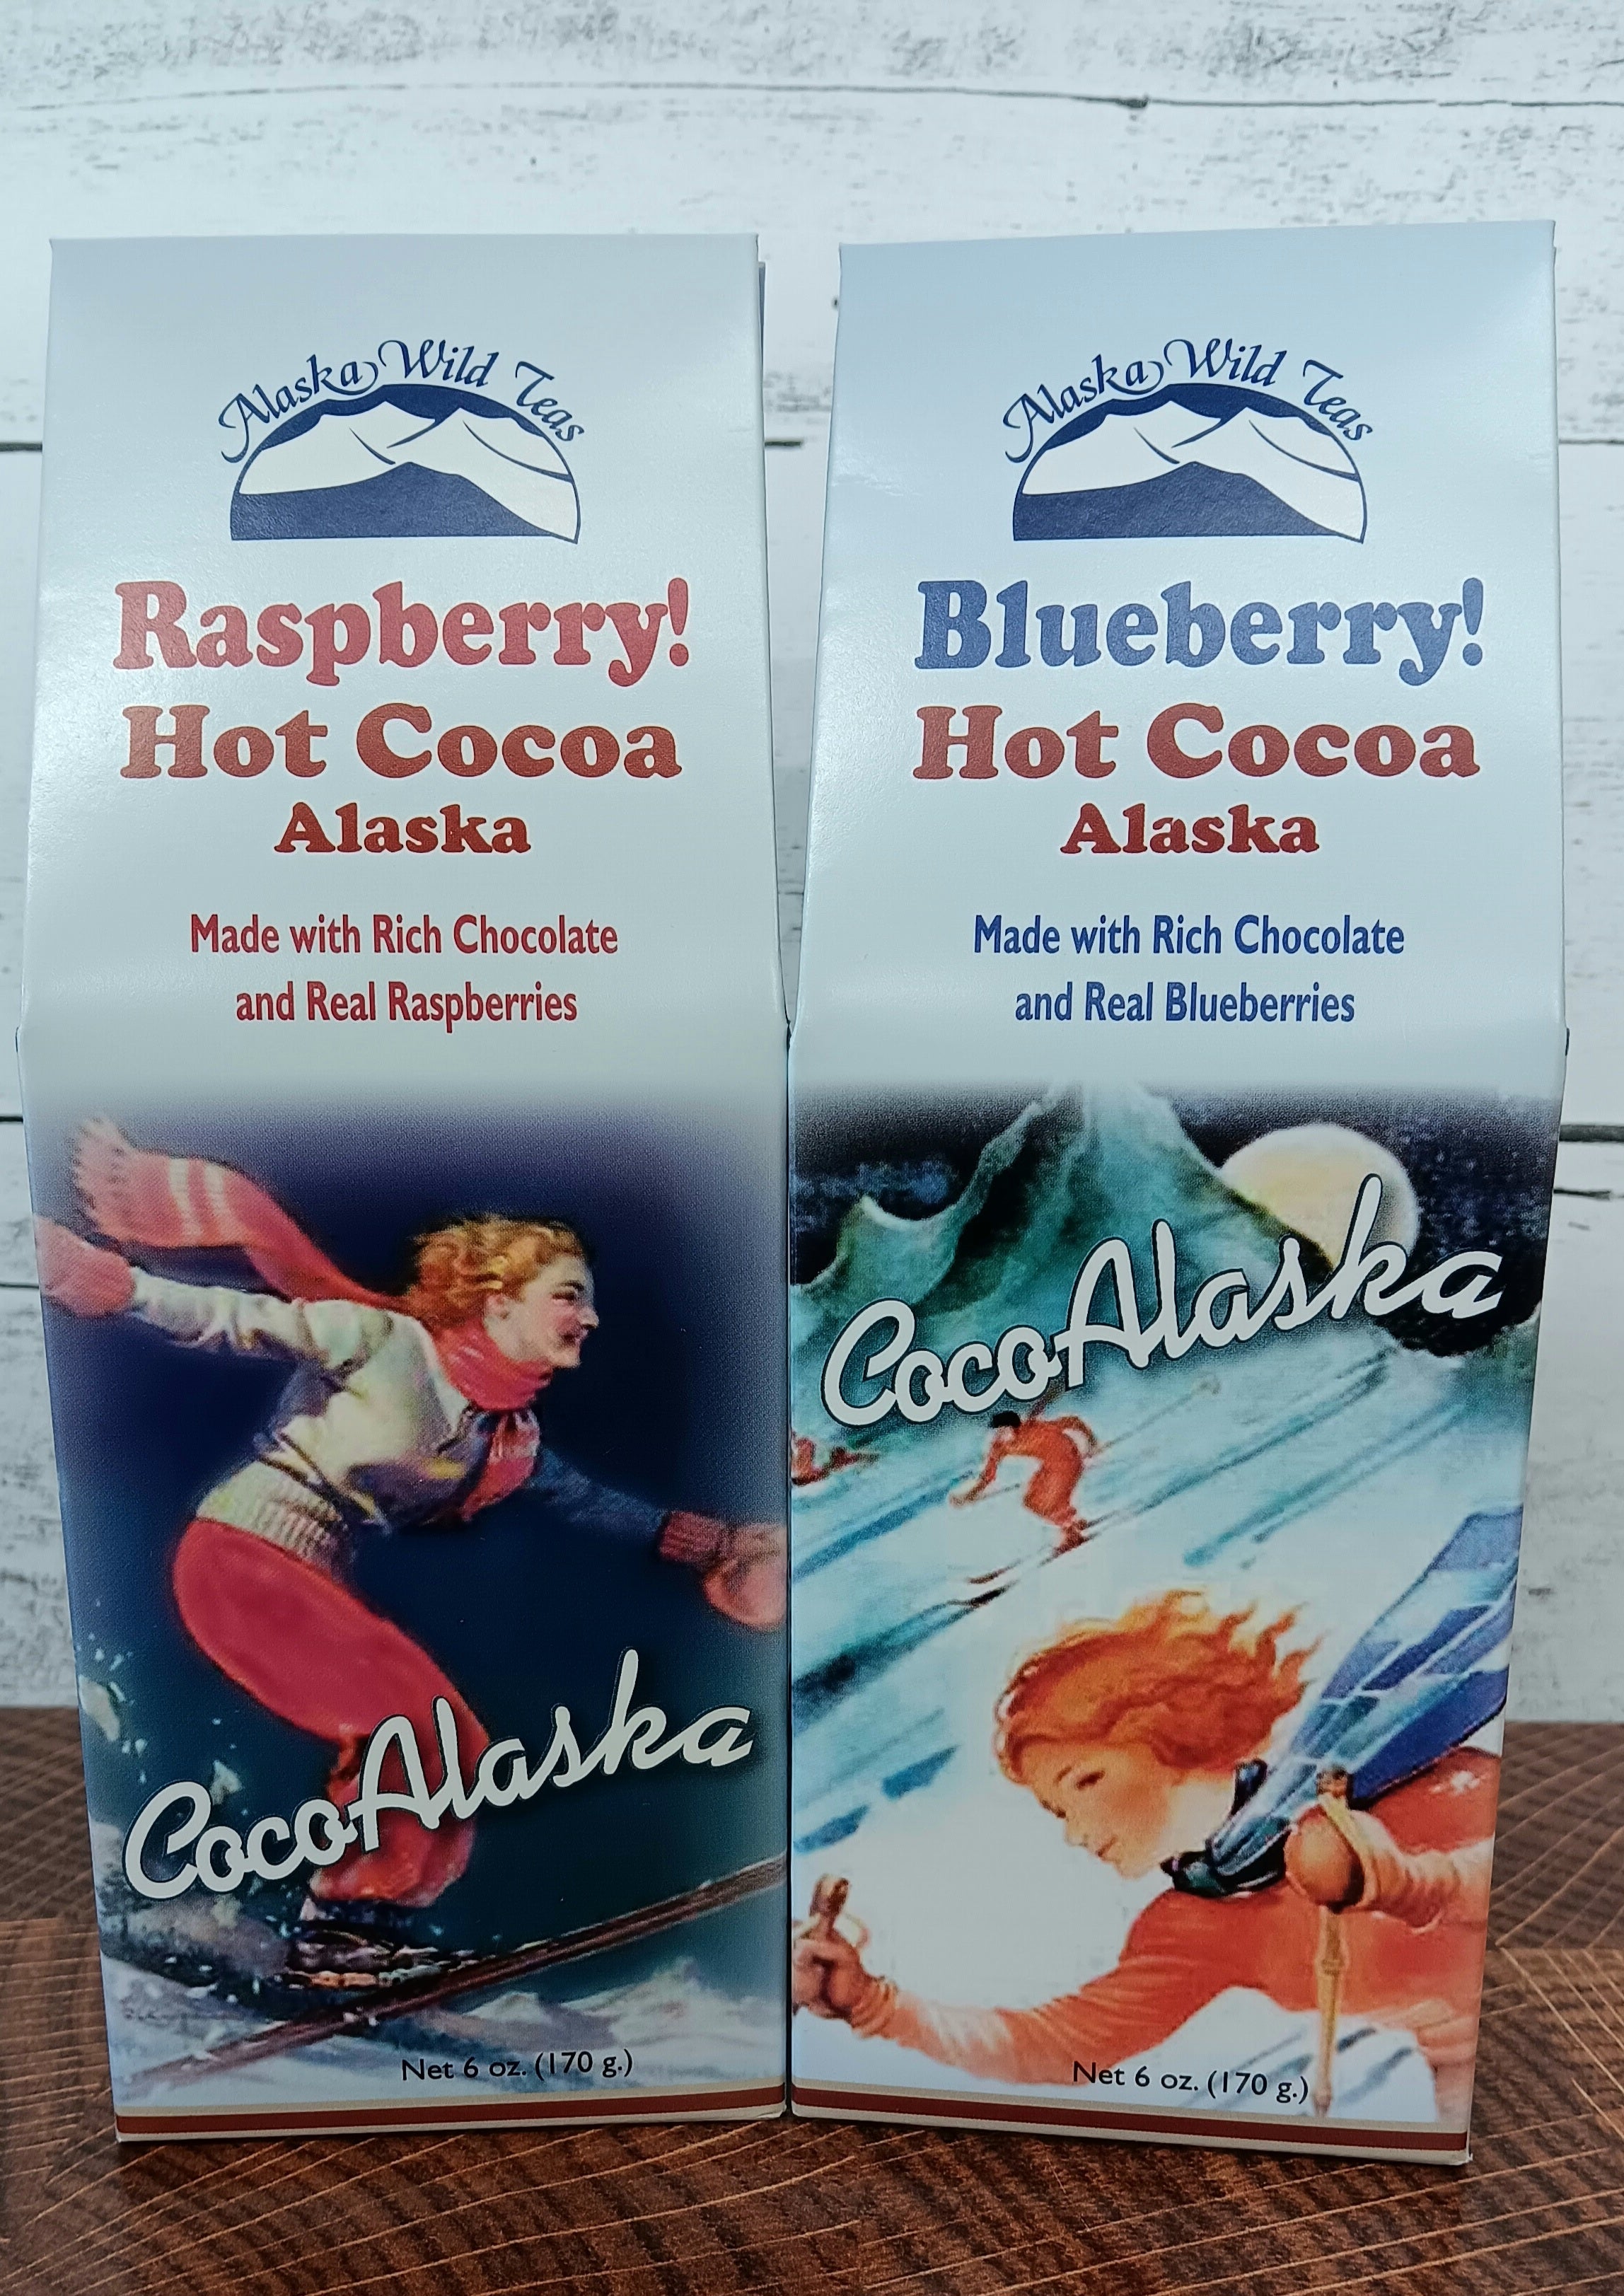 Alaska Wild Teas
Raspberry!
Hot Cocoa
Alaska
Made with Rich Chocolate
and Real Raspberries
CocoAlaska
Net 6 oz. (170 g.)
Alaska Wild Teas
Blueberry!
Hot Cocoa
Alaska
Made with Rich Chocolate
and Real Blueberries
CocoAlaska
Net 6 oz. (170 g.)